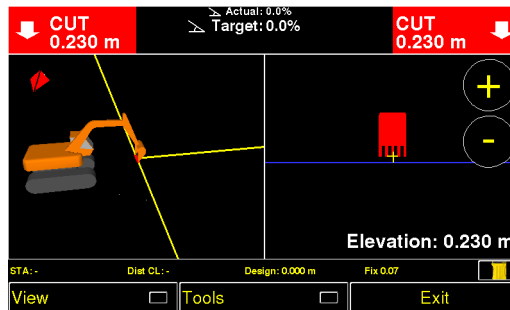 CUT
0.230 m
Actual: 0.0%
Target: 0.0%
CUT
0.230 m
+
-
Elevation: 0.230 m
STA: -
Dist CL: -
Design: 0.000 m
Fix 0.07
View
Tools
Exit